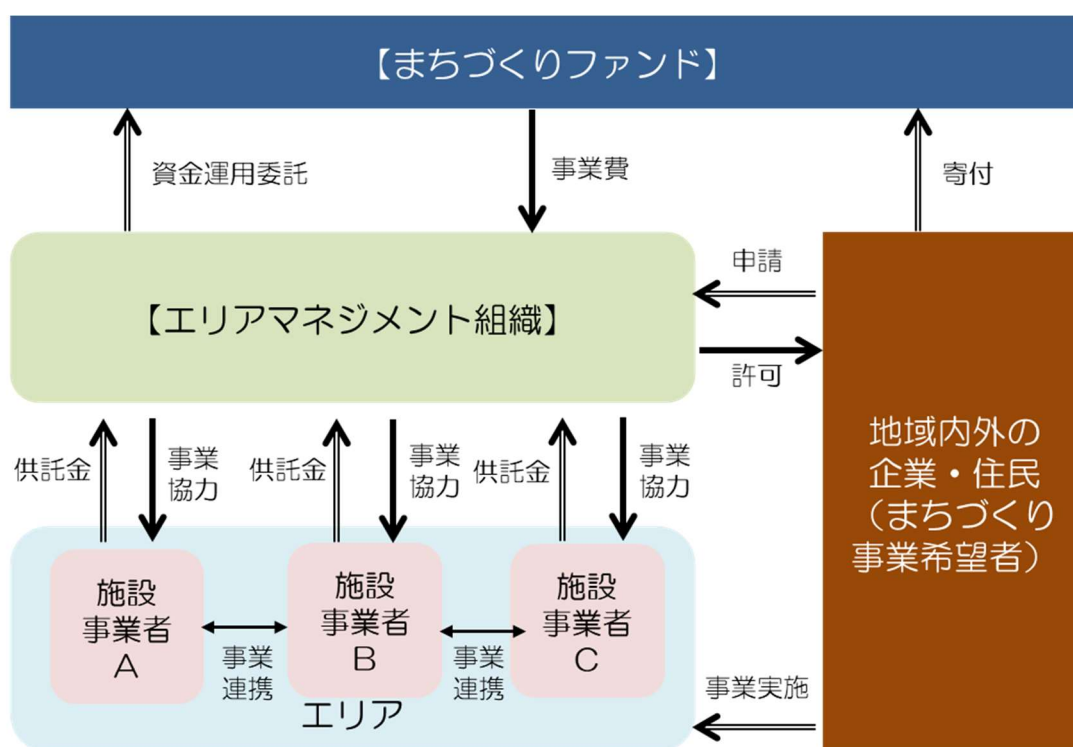 【まちづくりファンド】
資金運用委託
事業費
寄付
【エリアマネジメント組織】
申請
許可
地域内外の
企業・住民
（まちづくり
事業希望者）
供託金
事業
協力
供託金
事業
協力
供託金
事業
協力
施設
事業者
A
事業
連携
施設
事業者
B
事業
連携
施設
事業者
C
エリア
事業実施